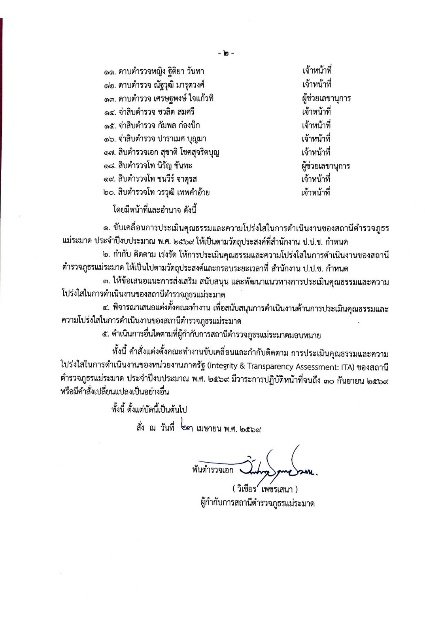 - ๒ -
๑๑. ดาบตำรวจหญิง ฐิติยา วันทา เจ้าหน้าที่
๑๒. ดาบตำรวจ ณัฐวุฒิ มารุตวงศ์ เจ้าหน้าที่
๑๓. ดาบตำรวจ เศรษฐพงษ์ ใจแก้วทิ ผู้ช่วยเลขานุการ
๑๔. จ่าสิบตำรวจ ชวลิต สมศรี เจ้าหน้าที่
๑๕. จ่าสิบตำรวจ กัมพล ก๋องปิก เจ้าหน้าที่
๑๖. จ่าสิบตำรวจ ปาราเมศ บุญมา เจ้าหน้าที่
๑๗. สิบตำรวจเอก สุชาติ โชคสุจริตบุญ เจ้าหน้าที่
๑๘. สิบตำรวจโท นิรัญ ขันทะ ผู้ช่วยเลขานุการ
๑๙. สิบตำรวจโท ชนวีร์ จาตุรส เจ้าหน้าที่
๒๐. สิบตำรวจโท วรวุฒิ เทพคำอ้าย เจ้าหน้าที่
โดยมีหน้าที่และอำนาจ ดังนี้
๑. ขับเคลื่อนการประเมินคุณธรรมและความโปร่งใสในการดำเนินงานของสถานีตำรวจภูธร
แม่ระมาด ประจำปีงบประมาณ พ.ศ. ๒๕๖๙ ให้เป็นตามวัตถุประสงค์ที่สำนักงาน ป.ป.ช. กำหนด
๒. กำกับ ติดตาม เร่งรัด ให้การประเมินคุณธรรมและความโปร่งใสในการดำเนินงานของสถานี
ตำรวจภูธรแม่ระมาด ให้เป็นไปตามวัตถุประสงค์และกรอบระยะเวลาที่ สำนักงาน ป.ป.ช. กำหนด
๓. ให้ข้อเสนอแนะการส่งเสริม สนับสนุน และพัฒนาแนวทางการประเมินคุณธรรมและความ
โปร่งใสในการดำเนินงานของสถานีตำรวจภูธรแม่ระมาด
๔. พิจารณาเสนอแต่งตั้งคณะทำงาน เพื่อสนับสนุนการดำเนินงานด้านการประเมินคุณธรรมและ
ความโปร่งใสในการดำเนินงานของสถานีตำรวจภูธรแม่ระมาด
๕. ดำเนินการอื่นใดตามที่ผู้กำกับการสถานีตำรวจภูธรแม่ระมาดมอบหมาย
ทั้งนี้ คำสั่งแต่งตั้งคณะทำงานขับเคลื่อนและกำกับติดตาม การประเมินคุณธรรมและความ
โปร่งใสในการดำเนินงานของหน่วยงานภาครัฐ (Integrity & Transparency Assessment: ITA) ของสถานี
ตำรวจภูธรแม่ระมาด ประจำปีงบประมาณ พ.ศ. ๒๕๖๙ มีวาระการปฏิบัติหน้าที่จนถึง ๓๐ กันยายน ๒๕๖๙
หรือมีคำสั่งเปลี่ยนแปลงเป็นอย่างอื่น
ทั้งนี้ ตั้งแต่บัดนี้เป็นต้นไป
สั่ง ณ วันที่ ๒๑ เมษายน พ.ศ. ๒๕๖๙
พันตำรวจเอก
( วิเชียร เพชรเสนา )
ผู้กำกับการสถานีตำรวจภูธรแม่ระมาด